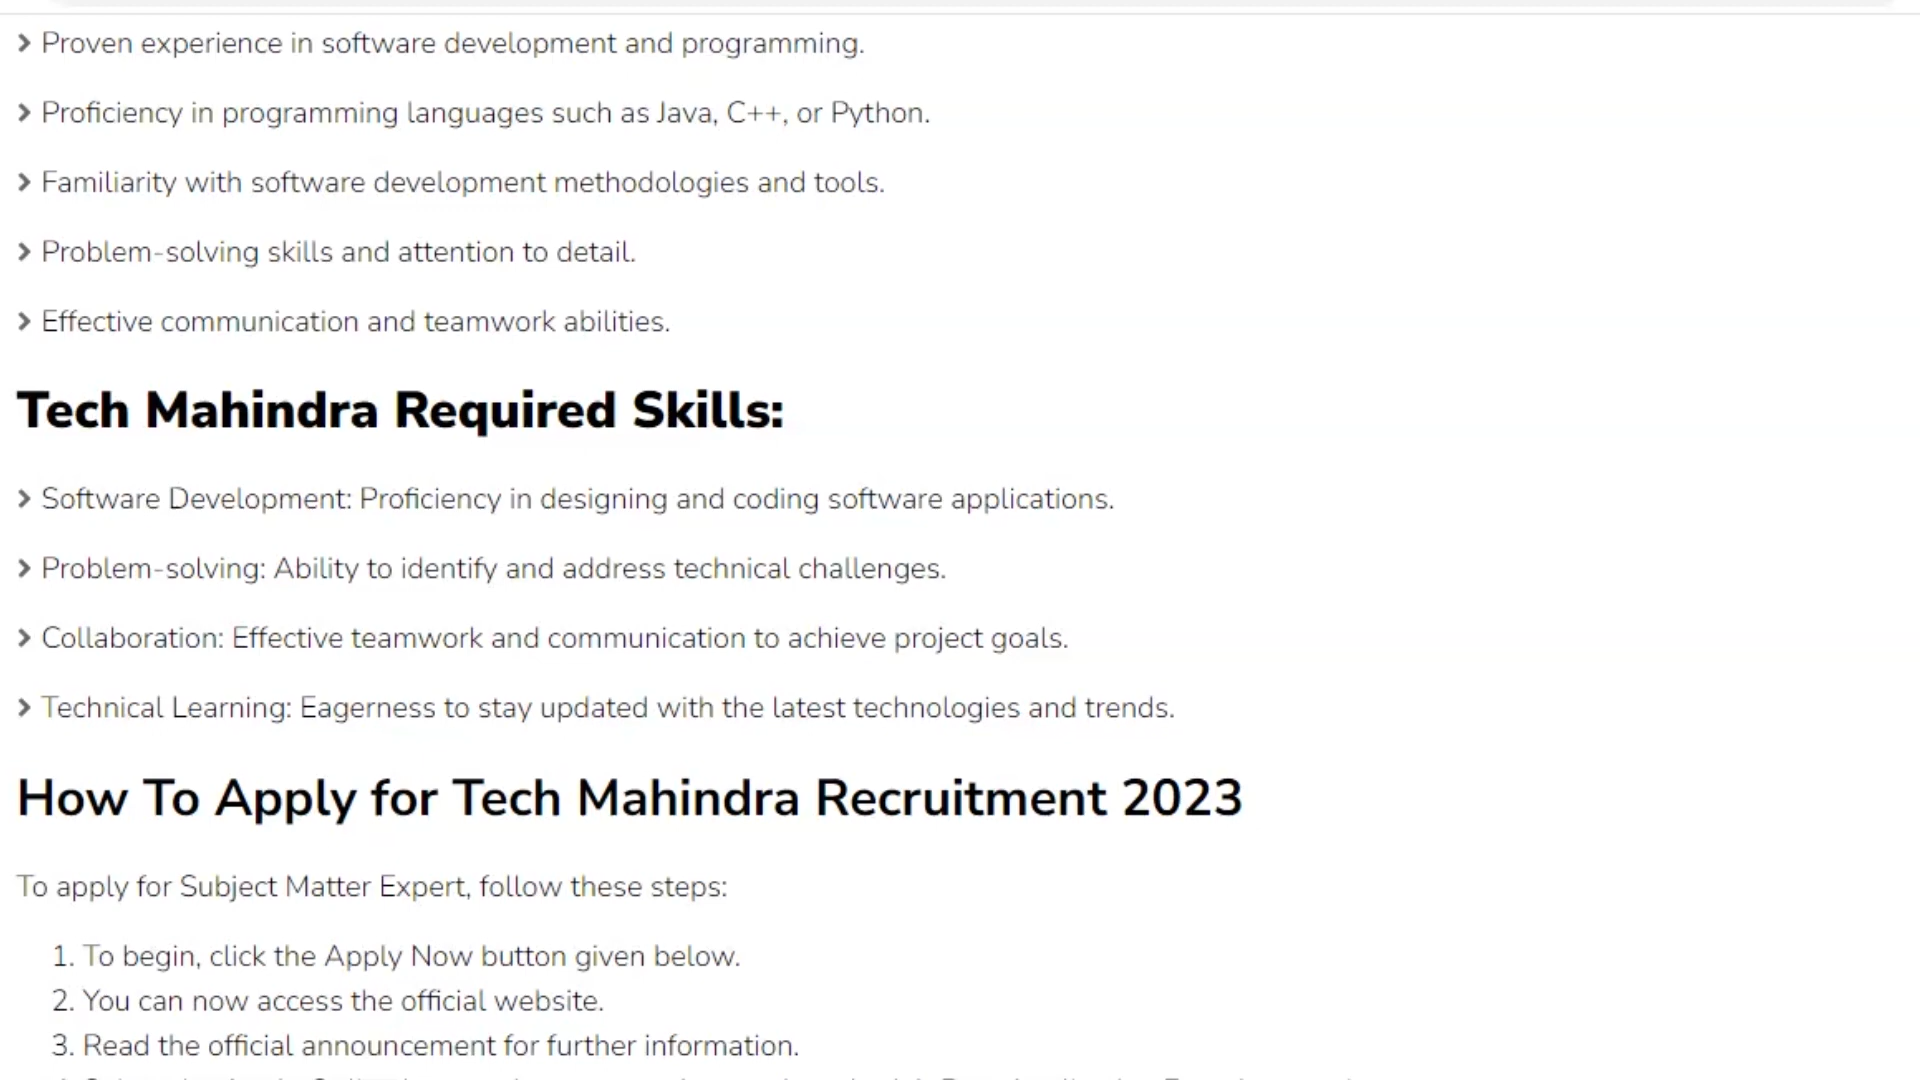 Proven experience in software development and programming.
Proficiency in programming languages such as Java, C++, or Python.
Familiarity with software development methodologies and tools.
Problem-solving skills and attention to detail.
Effective communication and teamwork abilities.
Tech Mahindra Required Skills:
Software Development: Proficiency in designing and coding software applications.
Problem-solving: Ability to identify and address technical challenges.
Collaboration: Effective teamwork and communication to achieve project goals.
Technical Learning: Eagerness to stay updated with the latest technologies and trends.
How To Apply for Tech Mahindra Recruitment 2023
To apply for Subject Matter Expert, follow these steps:
1. To begin, click the Apply Now button given below.
2. You can now access the official website.
3. Read the official announcement for further information.